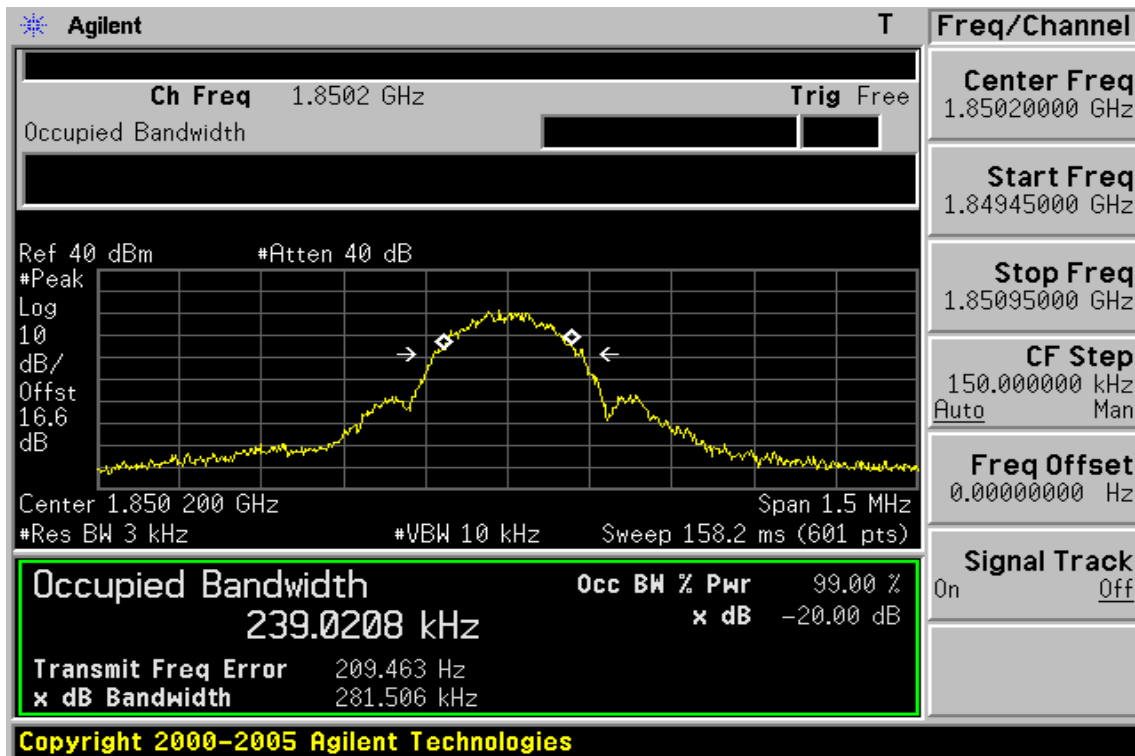 Agilent T
Ch Freq 1.8502 GHz Trig Free
Occupied Bandwidth
Ref 40 dBm #Atten 40 dB
#Peak
Log
10
dB/
Offst
16.6
dB
Center 1.850 200 GHz Span 1.5 MHz
#Res BW 3 kHz #VBW 10 kHz Sweep 158.2 ms (601 pts)
Occupied Bandwidth Occ BW % Pwr 99.00 %
239.0208 kHz x dB -20.00 dB
Transmit Freq Error 209.463 Hz
x dB Bandwidth 281.506 kHz
Copyright 2000-2005 Agilent Technologies
Freq/Channel
Center Freq
1.85020000 GHz
Start Freq
1.84945000 GHz
Stop Freq
1.85095000 GHz
CF Step
150.000000 kHz
Auto Man
Freq Offset
0.00000000 Hz
Signal Track
On Off